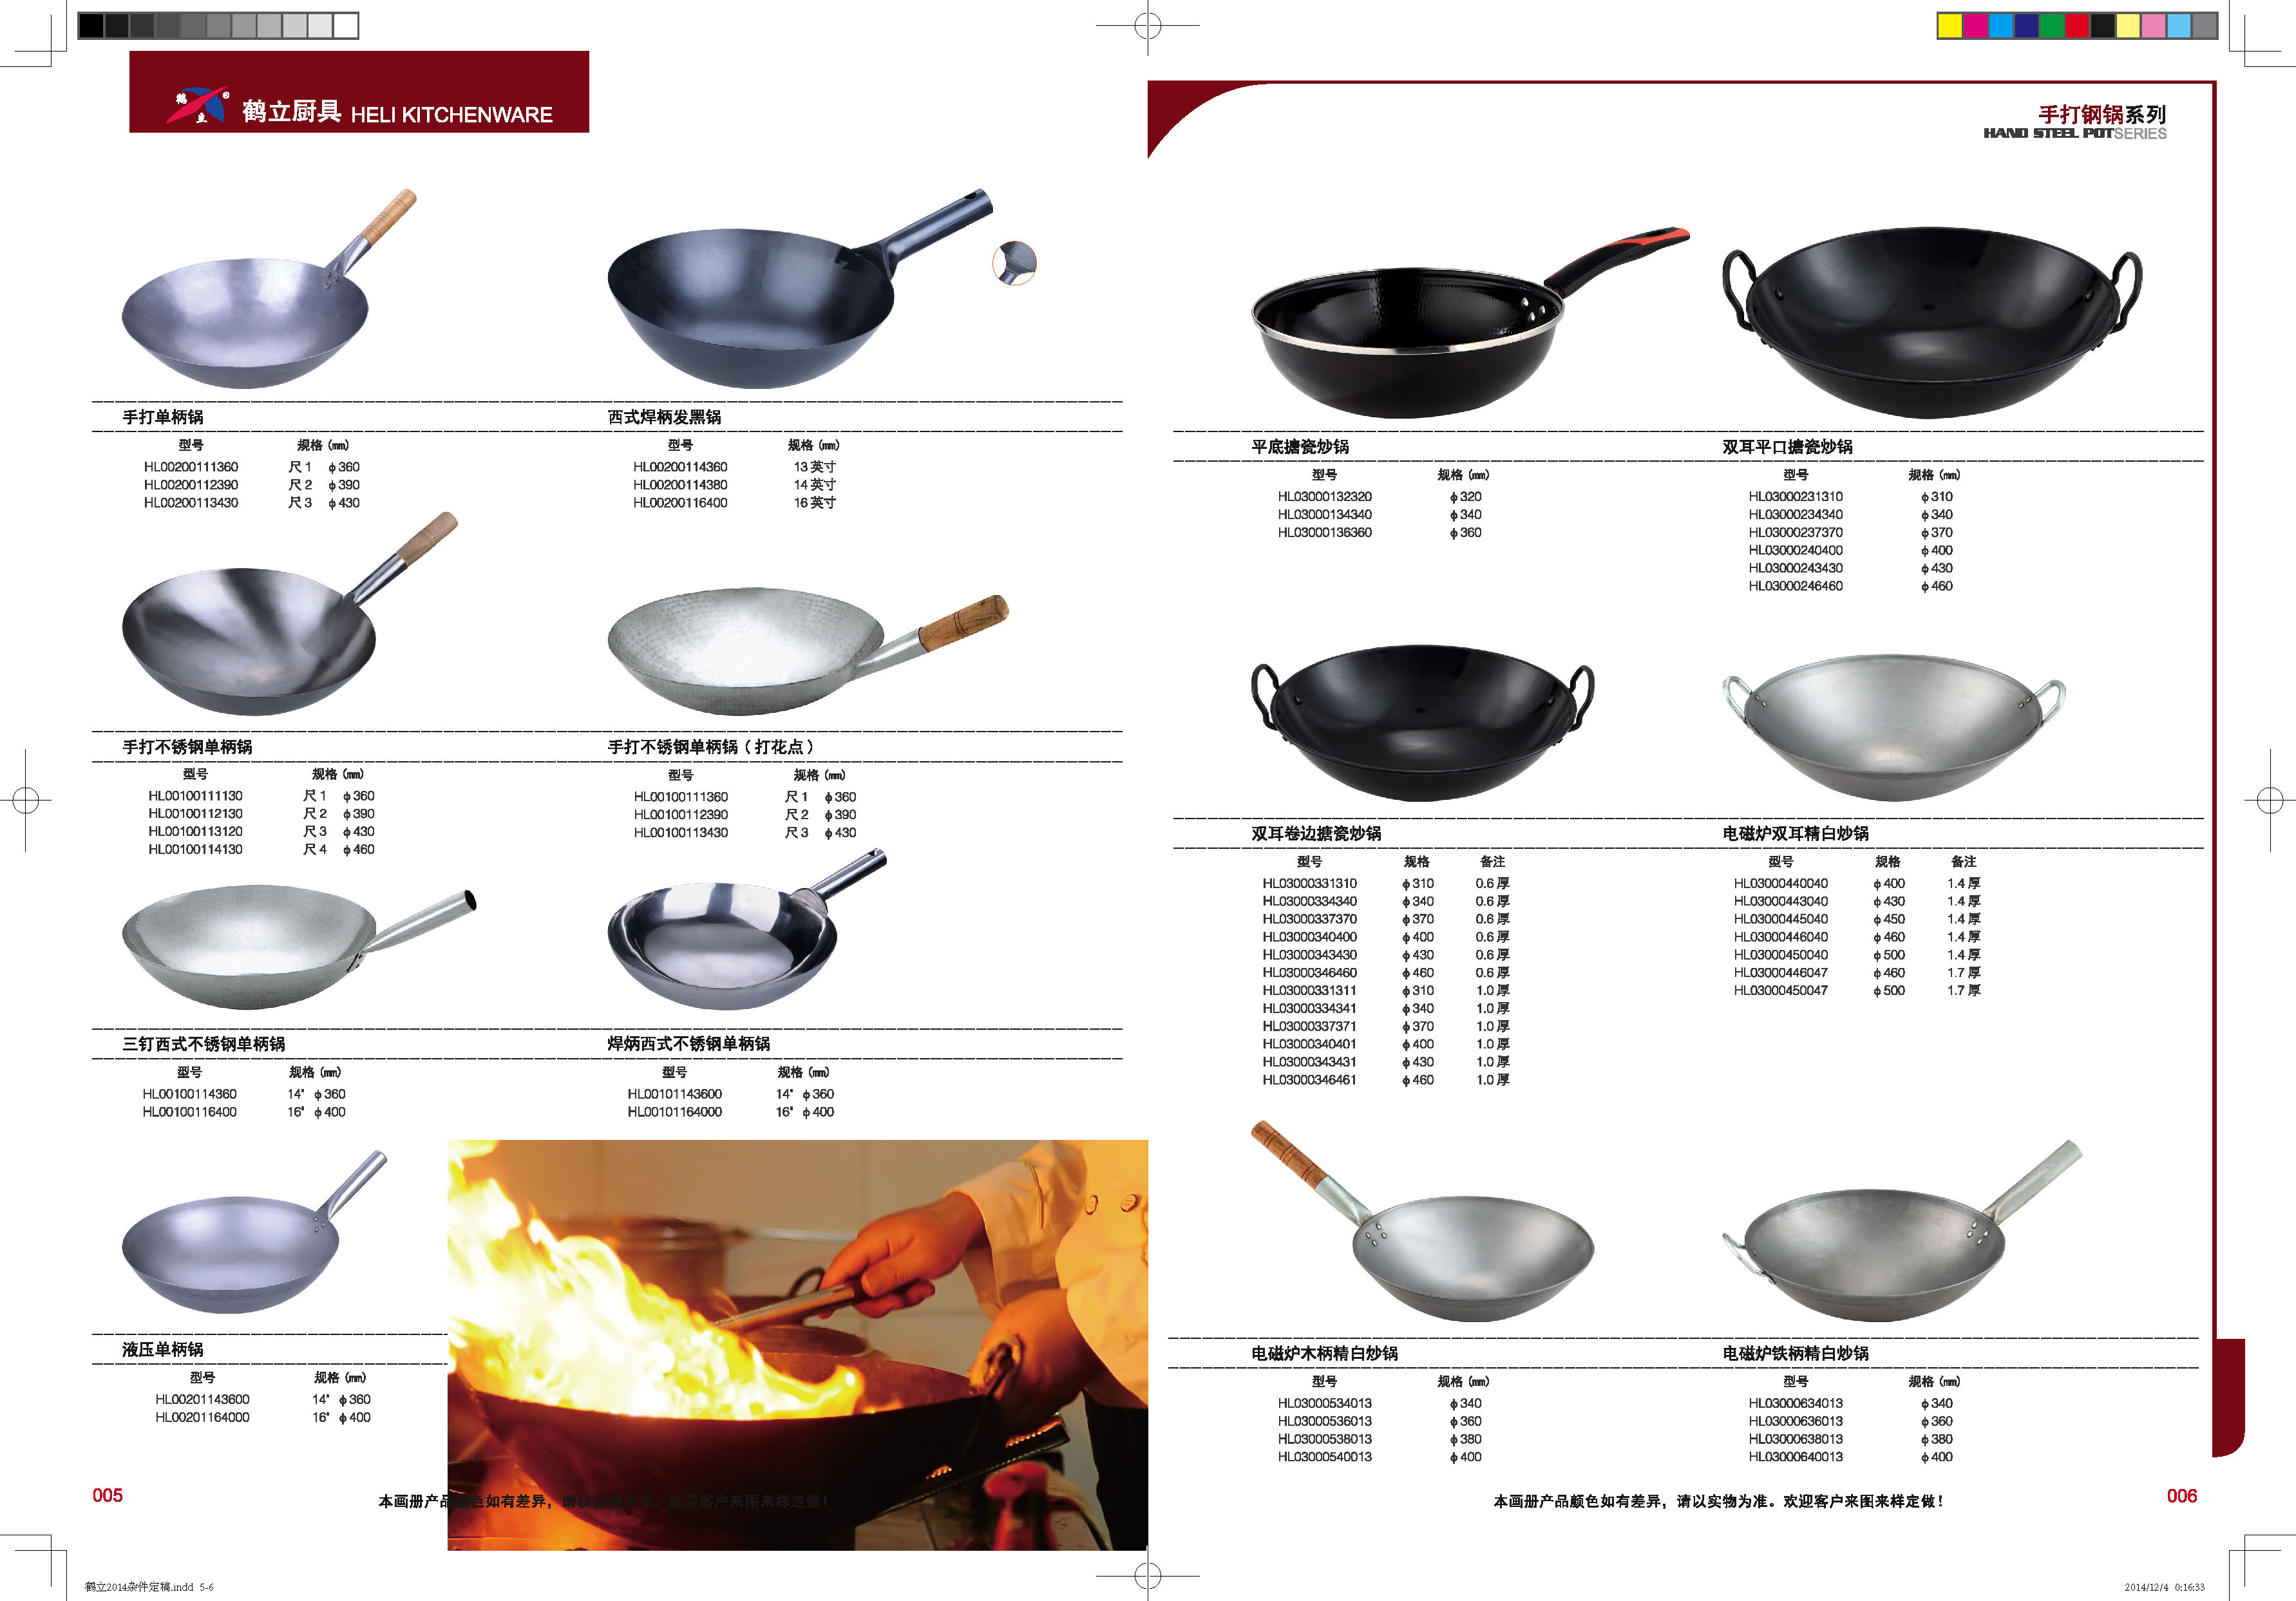 鹤立厨具 HELI KITCHENWARE
手打单柄锅
型号 规格 (mm)
HL00200111360 尺 1 φ360
HL00200112390 尺 2 φ390
HL00200113430 尺 3 φ430
西式焊柄发黑锅
型号 规格 (mm)
HL00200114360 13 英寸
HL00200114380 14 英寸
HL00200116400 16 英寸
手打不锈钢单柄锅
型号 规格 (mm)
HL00100111130 尺 1 φ360
HL00100112130 尺 2 φ390
HL00100113120 尺 3 φ430
HL00100114130 尺 4 φ460
手打不锈钢单柄锅（打花点）
型号 规格 (mm)
HL00100111360 尺 1 φ360
HL00100112390 尺 2 φ390
HL00100113430 尺 3 φ430
三钉西式不锈钢单柄锅
型号 规格 (mm)
HL00100114360 14" φ360
HL00100116400 16" φ400
焊炳西式不锈钢单柄锅
型号 规格 (mm)
HL00101143600 14" φ360
HL00101164000 16" φ400
液压单柄锅
型号 规格 (mm)
HL00201143600 14" φ360
HL00201164000 16" φ400
005
本画册产品颜色如有差异，请以实物为准。欢迎客户来图来样定做！
鹤立2014杂件定稿.indd 5-6
手打钢锅系列
HAND STEEL POTSERIES
平底搪瓷炒锅
型号 规格 (mm)
HL03000132320 φ320
HL03000134340 φ340
HL03000136360 φ360
双耳平口搪瓷炒锅
型号 规格 (mm)
HL03000231310 φ310
HL03000234340 φ340
HL03000237370 φ370
HL03000240400 φ400
HL03000243430 φ430
HL03000246460 φ460
双耳卷边搪瓷炒锅
型号 规格 备注
HL03000331310 φ310 0.6 厚
HL03000334340 φ340 0.6 厚
HL03000337370 φ370 0.6 厚
HL03000340400 φ400 0.6 厚
HL03000343430 φ430 0.6 厚
HL03000346460 φ460 0.6 厚
HL03000331311 φ310 1.0 厚
HL03000334341 φ340 1.0 厚
HL03000337371 φ370 1.0 厚
HL03000340401 φ400 1.0 厚
HL03000343431 φ430 1.0 厚
HL03000346461 φ460 1.0 厚
电磁炉双耳精白炒锅
型号 规格 备注
HL03000440040 φ400 1.4 厚
HL03000443040 φ430 1.4 厚
HL03000445040 φ450 1.4 厚
HL03000446040 φ460 1.4 厚
HL03000450040 φ500 1.4 厚
HL03000446047 φ460 1.7 厚
HL03000450047 φ500 1.7 厚
电磁炉木柄精白炒锅
型号 规格 (mm)
HL03000534013 φ340
HL03000536013 φ360
HL03000538013 φ380
HL03000540013 φ400
电磁炉铁柄精白炒锅
型号 规格 (mm)
HL03000634013 φ340
HL03000636013 φ360
HL03000638013 φ380
HL03000640013 φ400
本画册产品颜色如有差异，请以实物为准。欢迎客户来图来样定做！
006
2014/12/4 0:16:33